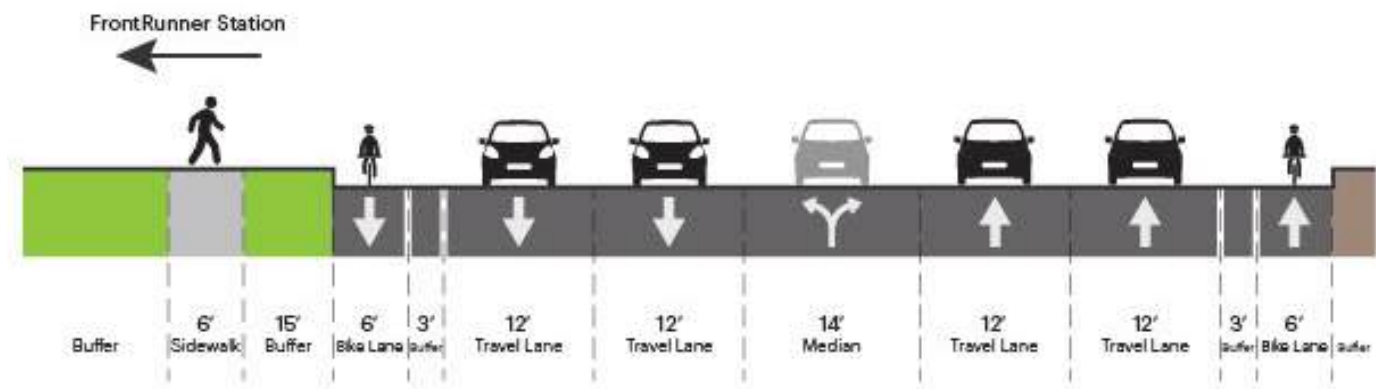 FrontRunner Station
6' 15' 6' 3' 12' 12' 14' 12' 12' 3' 6'
Buffer Sidewalk Buffer Bike Lane Buffer Travel Lane Travel Lane Median Travel Lane Travel Lane Buffer Bike Lane Buffer